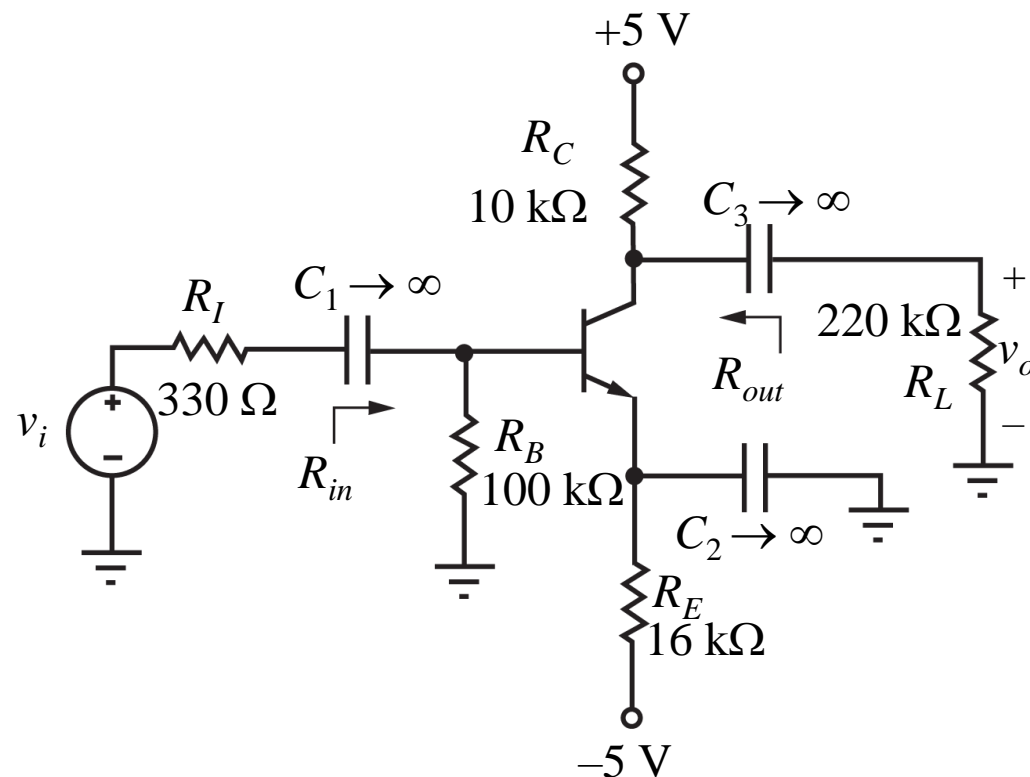 +5 V
R_C
10 kΩ
C_3 → ∞
R_I
330 Ω
C_1 → ∞
+
v_i
+
–
R_in
R_B
100 kΩ
R_out
220 kΩ
R_L
v_o
–
C_2 → ∞
R_E
16 kΩ
–5 V